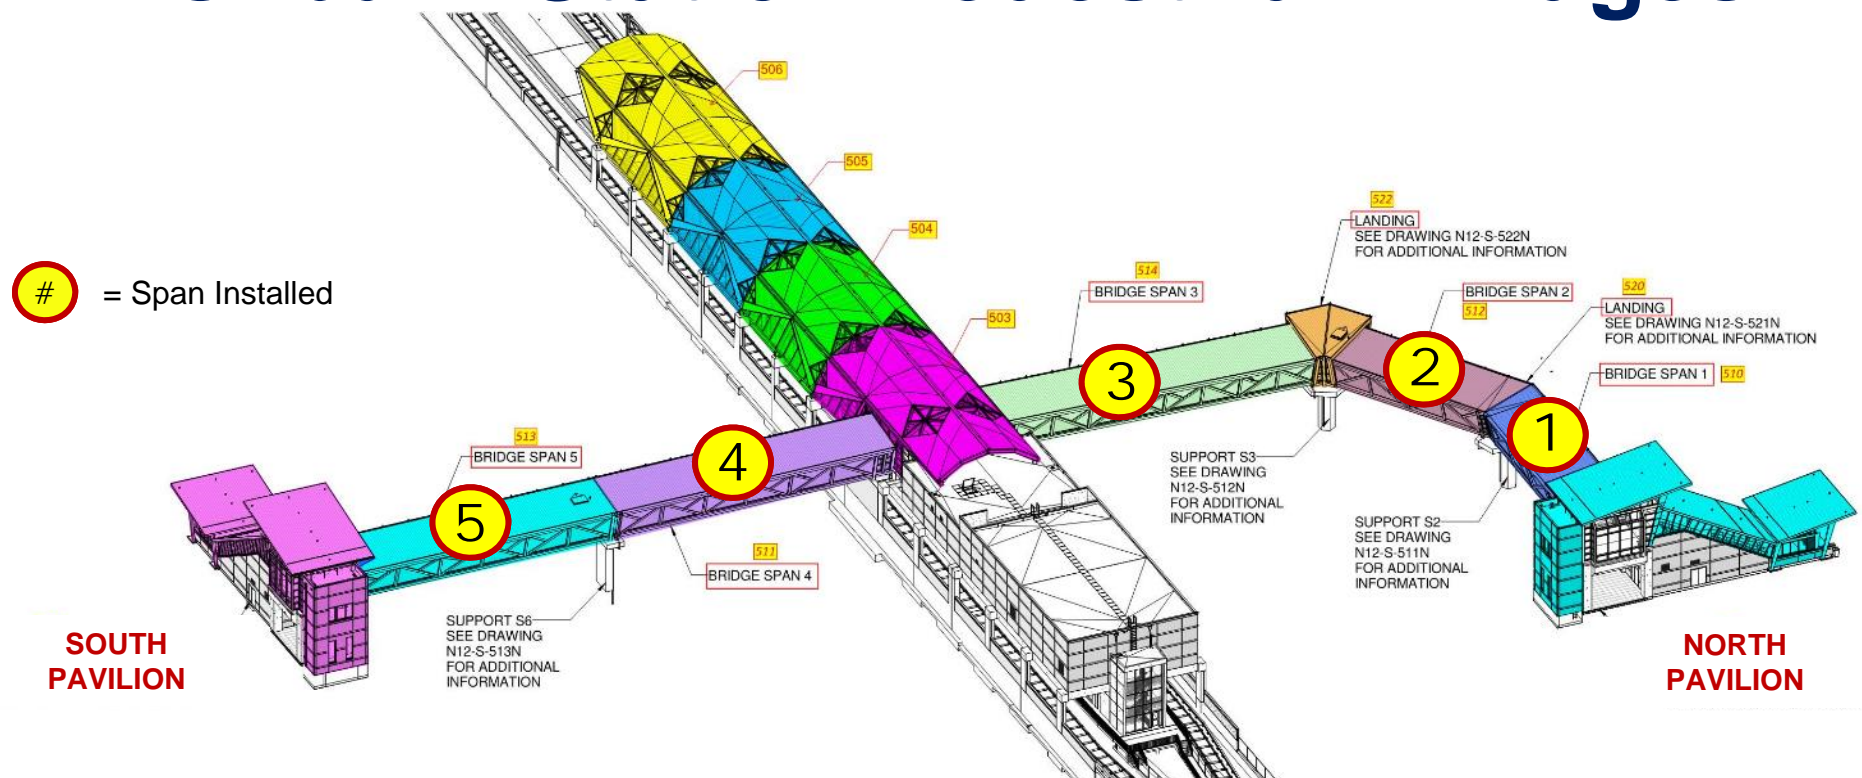 506
505
504
503
522
LANDING
SEE DRAWING N12-S-522N
FOR ADDITIONAL INFORMATION
514
BRIDGE SPAN 3
BRIDGE SPAN 2
512
520
LANDING
SEE DRAWING N12-S-521N
FOR ADDITIONAL INFORMATION
BRIDGE SPAN 1
510
# = Span Installed
3
2
1
4
5
513
BRIDGE SPAN 5
511
BRIDGE SPAN 4
SUPPORT S3
SEE DRAWING
N12-S-512N
FOR ADDITIONAL
INFORMATION
SUPPORT S2
SEE DRAWING
N12-S-511N
FOR ADDITIONAL
INFORMATION
SUPPORT S6
SEE DRAWING
N12-S-513N
FOR ADDITIONAL
INFORMATION
SOUTH
PAVILION
NORTH
PAVILION